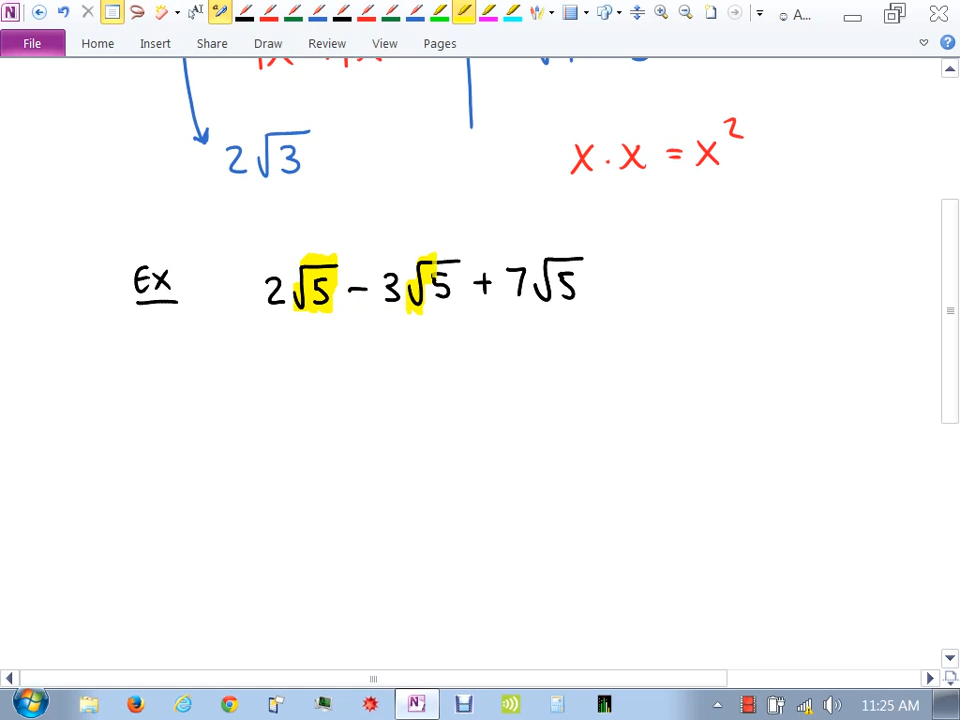 A...
File Home Insert Share Draw Review View Pages
2√3
x · x = x²
Ex 2√5 − 3√5 + 7√5
11:25 AM